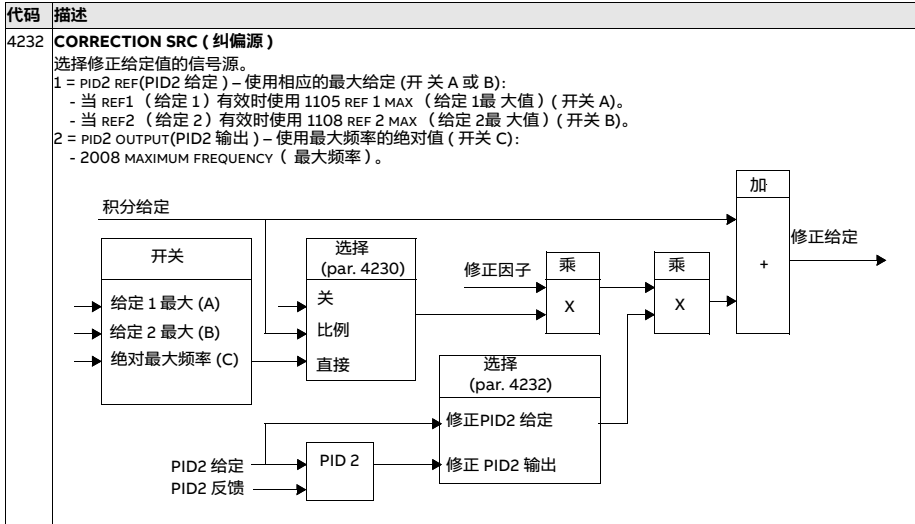 代码 描述
4232 CORRECTION SRC ( 纠偏源 )
选择修正给定值的信号源。
1 = PID2 REF(PID2 给定 ) – 使用相应的最大给定 (开 关 A 或 B):
- 当 REF1 （给定 1）有效时使用 1105 REF 1 MAX （给定 1最 大值）( 开关 A)。
- 当 REF2 （给定 2）有效时使用 1108 REF 2 MAX （给定 2最 大值）( 开关 B)。
2 = PID2 OUTPUT(PID2 输出 ) – 使用最大频率的绝对值 ( 开关 C):
- 2008 MAXIMUM FREQUENCY（ 最大频率 ) 。
加
积分给定
修正给定
开关
选择
(par. 4230)
修正因子
乘
乘
+
给定 1 最大 (A)
关
X
X
给定 2 最大 (B)
比例
绝对最大频率 (C)
直接
选择
(par. 4232)
修正PID2 给定
PID2 给定
PID 2
修正 PID2 输出
PID2 反馈